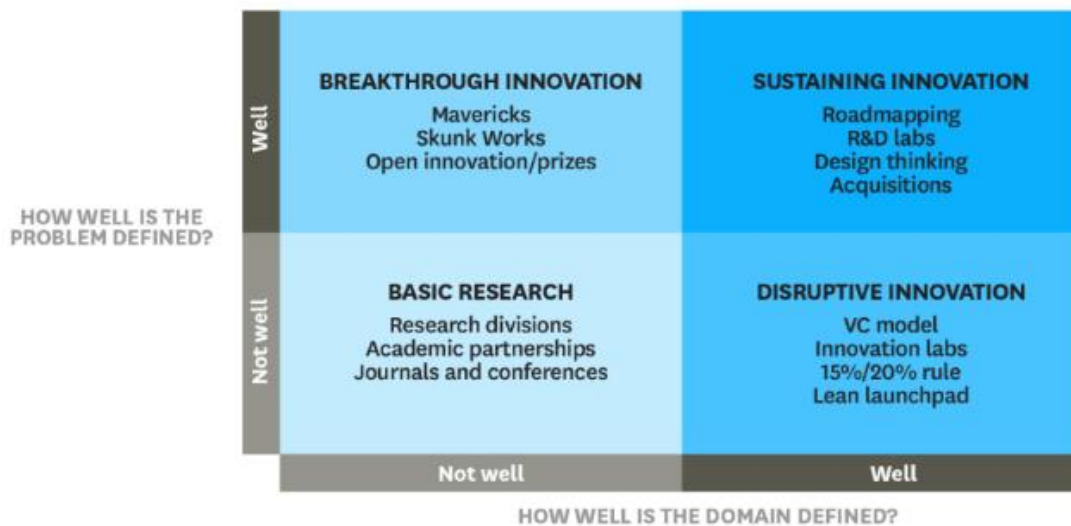 BREAKTHROUGH INNOVATION
Mavericks
Skunk Works
Open innovation/prizes
SUSTAINING INNOVATION
Roadmapping
R&D labs
Design thinking
Acquisitions
Well
HOW WELL IS THE
PROBLEM DEFINED?
Not well
BASIC RESEARCH
Research divisions
Academic partnerships
Journals and conferences
DISRUPTIVE INNOVATION
VC model
Innovation labs
15%/20% rule
Lean launchpad
Not well
Well
HOW WELL IS THE DOMAIN DEFINED?